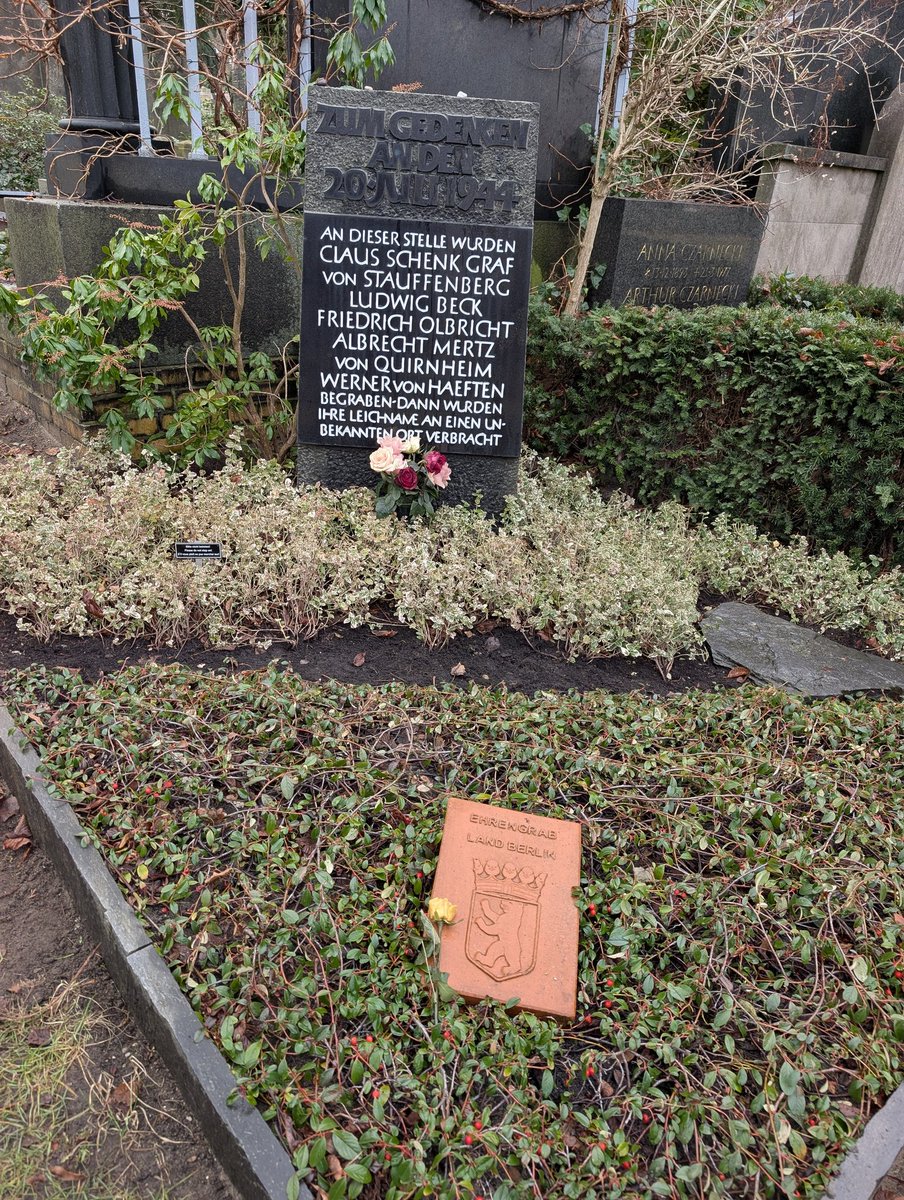 ZUM GEDENKEN
AN DEN
20·JULI 1944
AN DIESER STELLE WURDEN
CLAUS SCHENK GRAF
VON STAUFFENBERG
LUDWIG BECK
FRIEDRICH OLBRICHT
ALBRECHT MERTZ
VON QUIRNHEIM
WERNER VON HAEFTEN
BEGRABEN·DANN WURDEN
IHRE LEICHNAME AN EINEN UN-
BEKANNTEN ORT VERBRACHT
ANNA CZARNECKI
ARTHUR CZARNECKI
EHRENGRAB
LAND BERLIN